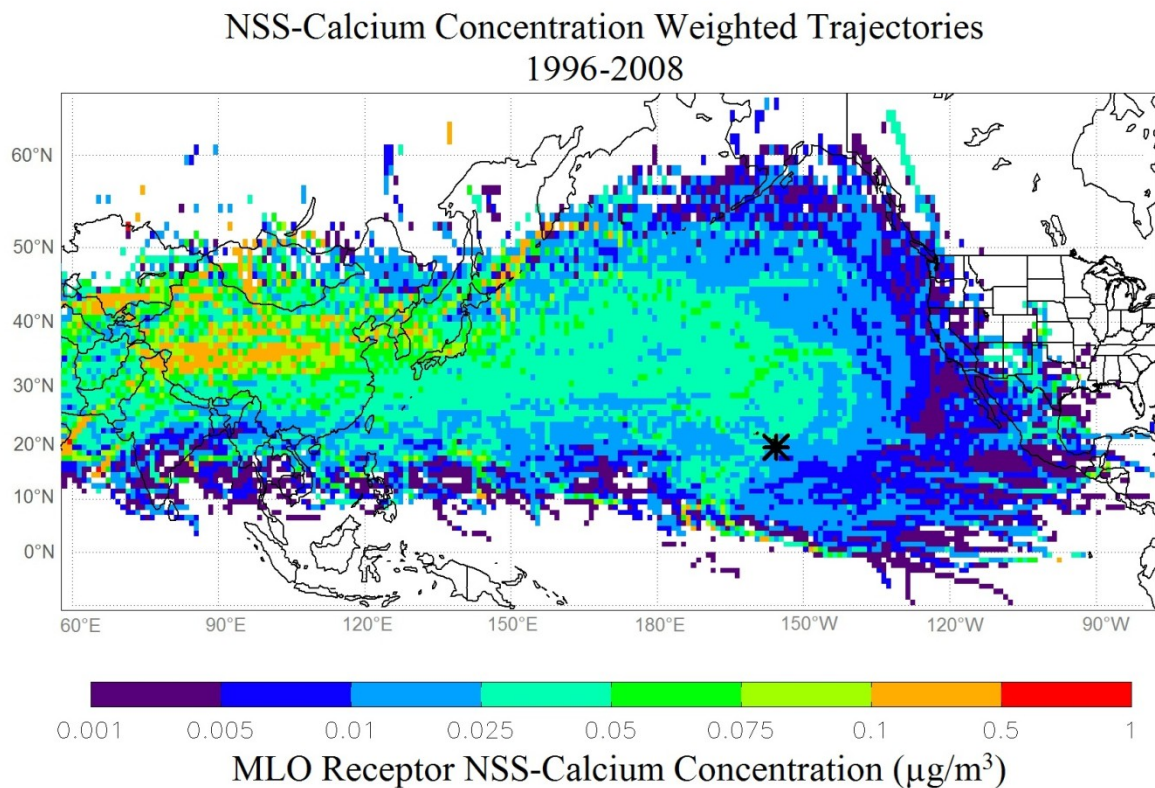 NSS-Calcium Concentration Weighted Trajectories
1996-2008
60°N
50°N
40°N
30°N
20°N
10°N
0°N
60°E 90°E 120°E 150°E 180°E 150°W 120°W 90°W
0.001 0.005 0.01 0.025 0.05 0.075 0.1 0.5 1
MLO Receptor NSS-Calcium Concentration (µg/m³)